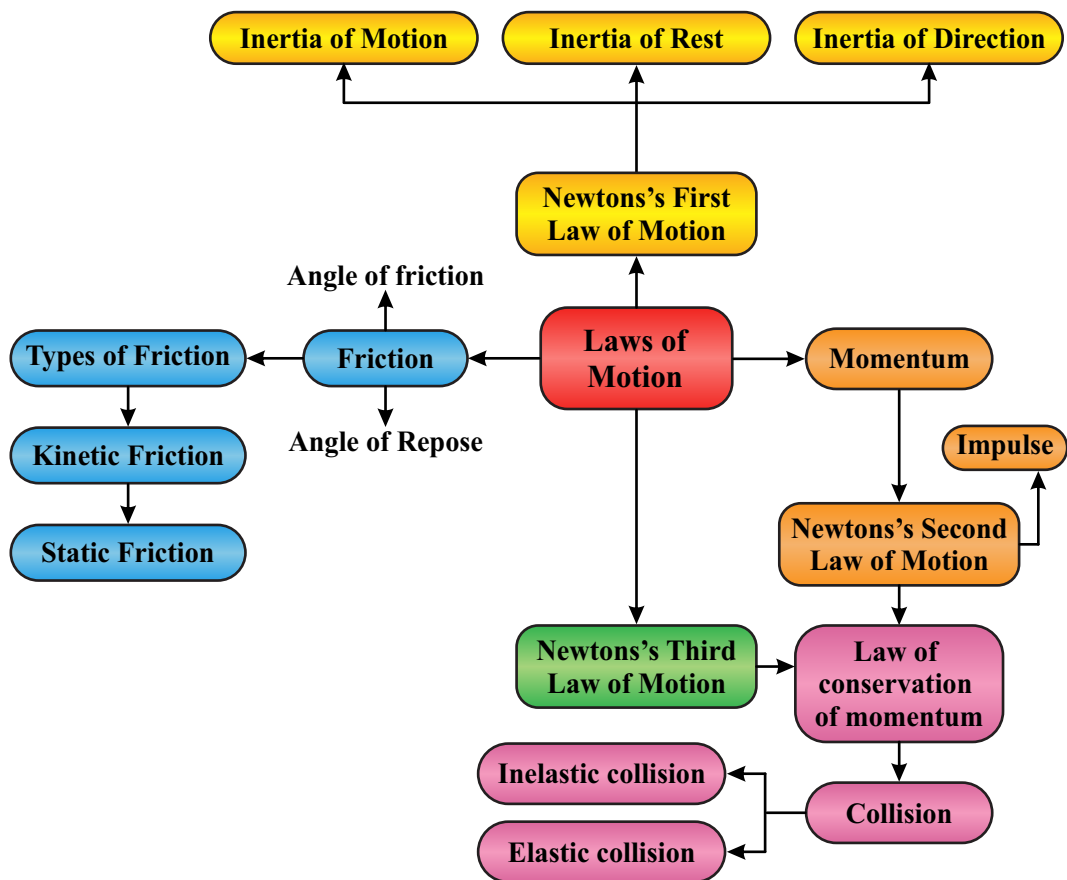 Inertia of Motion
Inertia of Rest
Inertia of Direction
Newtons's First
Law of Motion
Angle of friction
Types of Friction
Friction
Laws of
Motion
Momentum
Angle of Repose
Kinetic Friction
Impulse
Static Friction
Newtons's Second
Law of Motion
Newtons's Third
Law of Motion
Law of
conservation
of momentum
Inelastic collision
Collision
Elastic collision